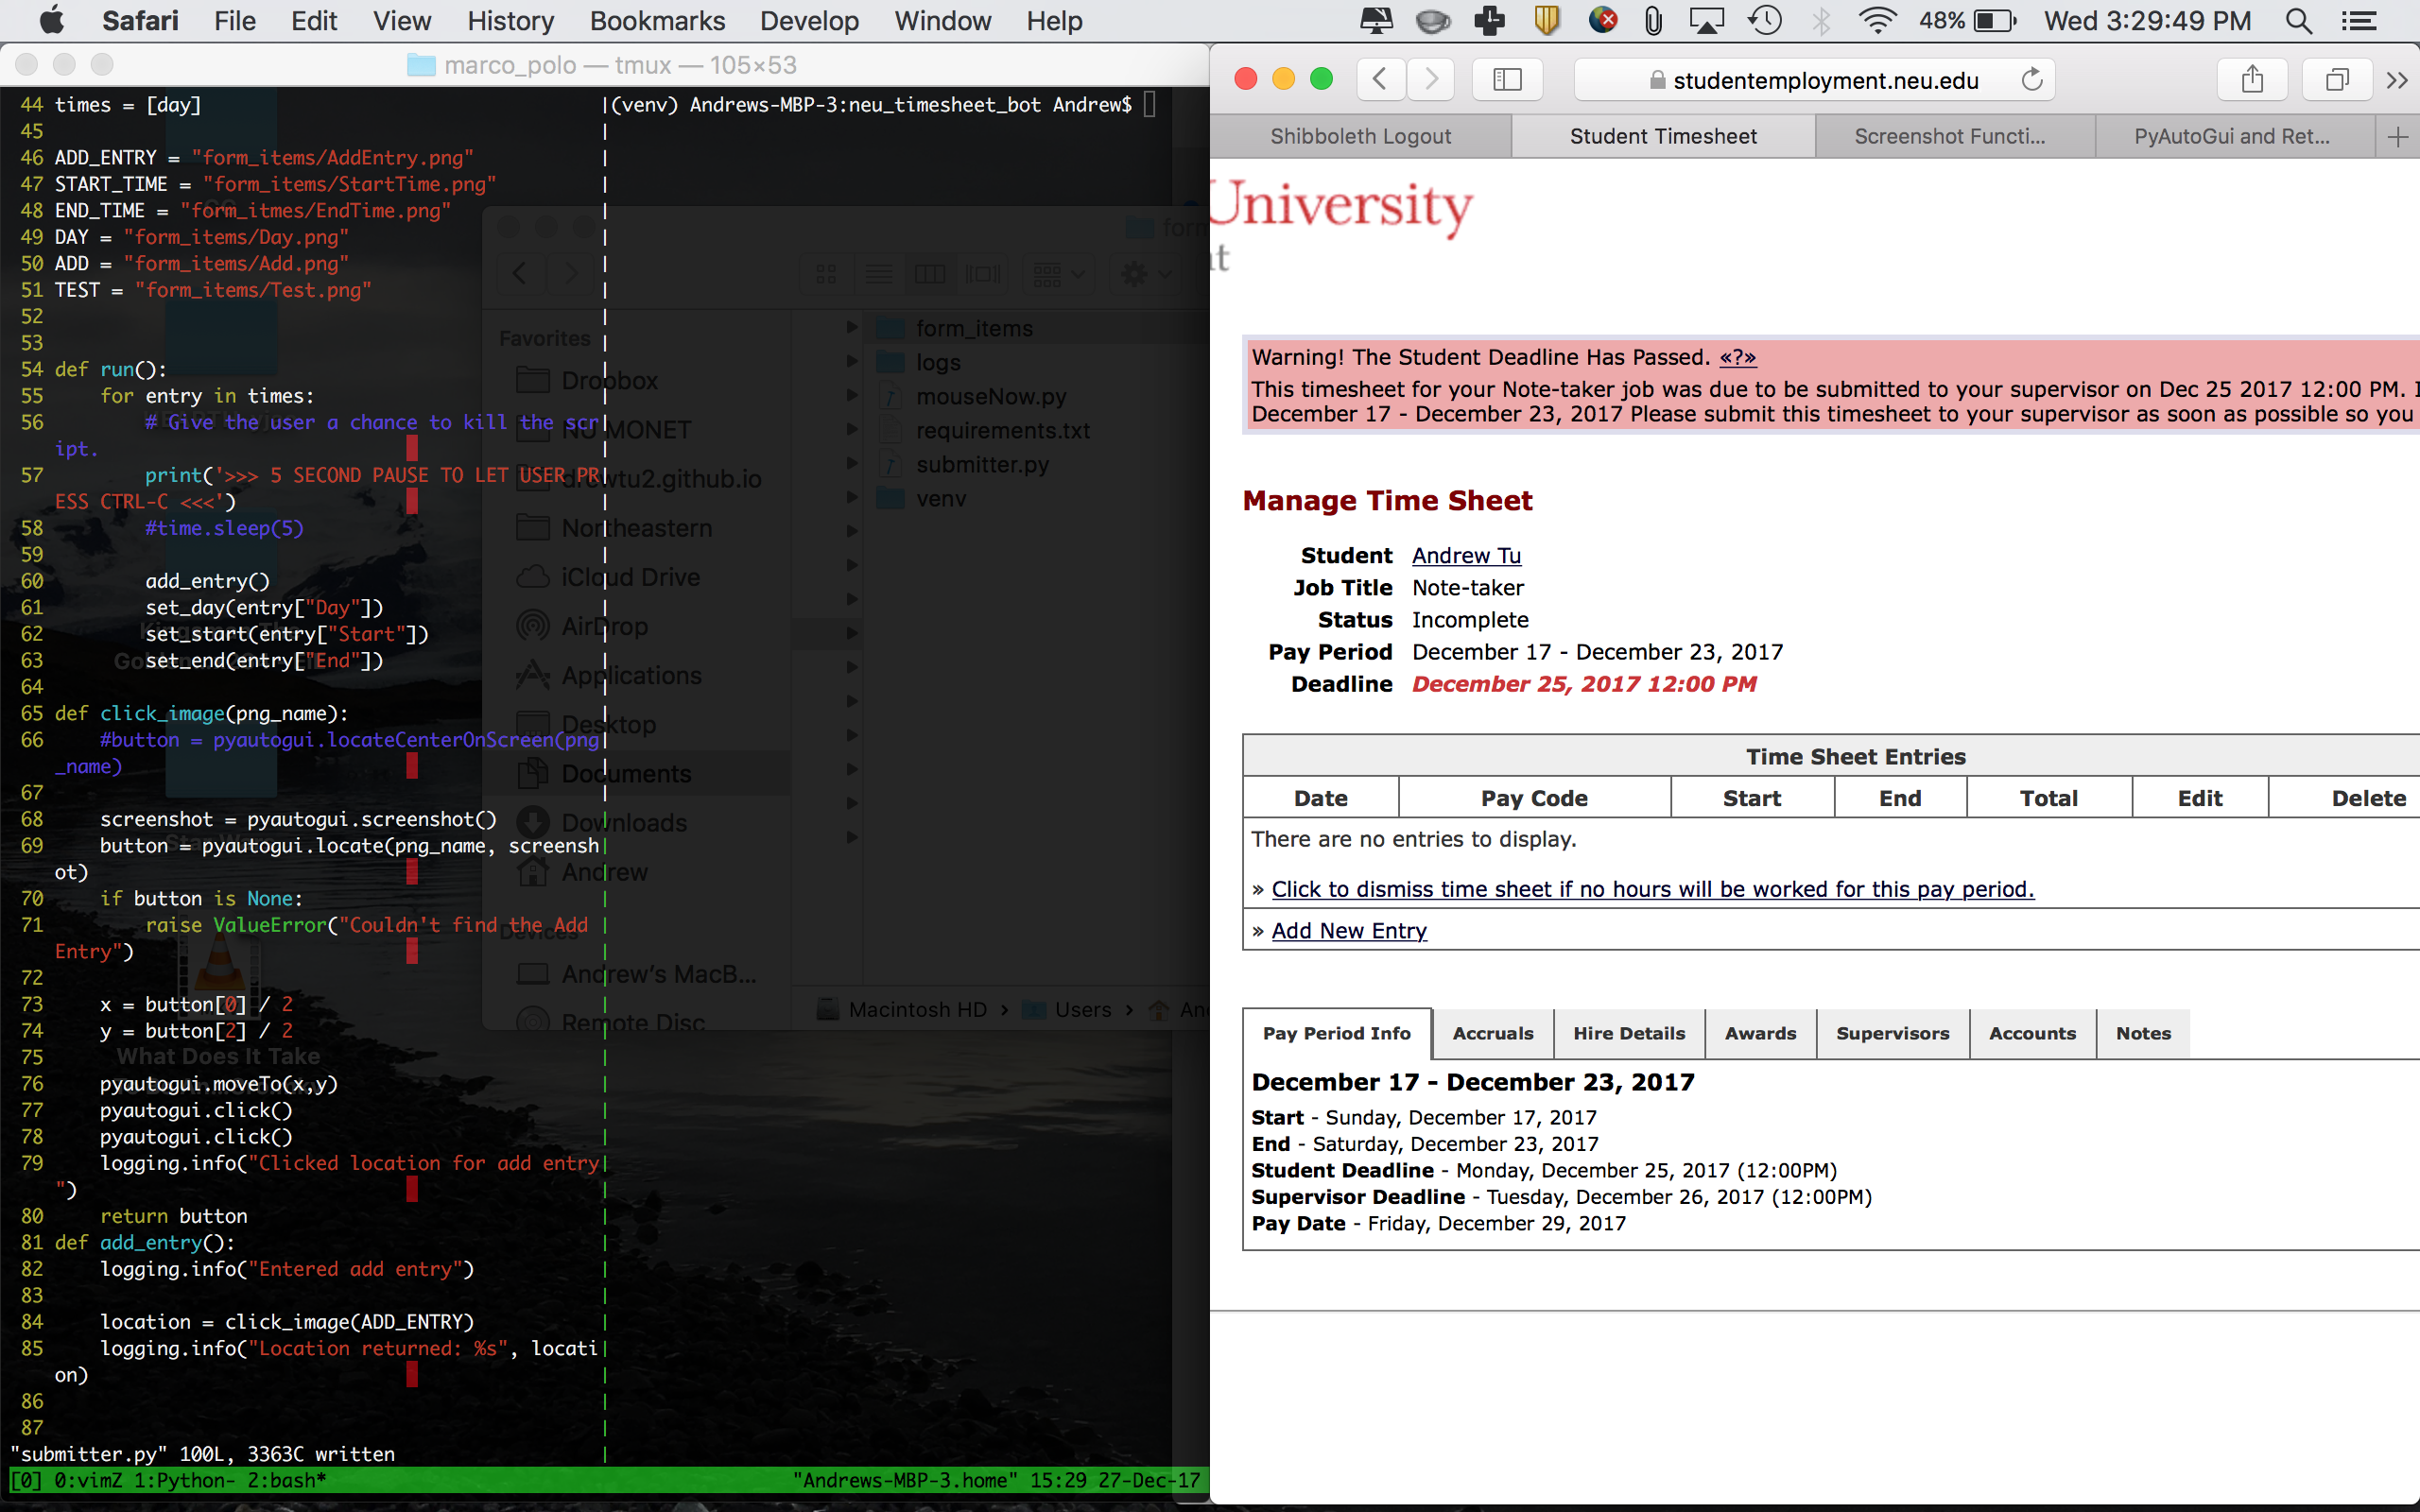 Safari File Edit View History Bookmarks Develop Window Help 48% Wed 3:29:49 PM
marco_polo — tmux — 105×53
44 times = [day]
45
46 ADD_ENTRY = "form_items/AddEntry.png"
47 START_TIME = "form_items/StartTime.png"
48 END_TIME = "form_itmes/EndTime.png"
49 DAY = "form_items/Day.png"
50 ADD = "form_items/Add.png"
51 TEST = "form_items/Test.png"
52
53
54 def run():
55 for entry in times:
56 # Give the user a chance to kill the scr
ipt.
57 print('>>> 5 SECOND PAUSE TO LET USER PR
ESS CTRL-C <<<')
58 #time.sleep(5)
59
60 add_entry()
61 set_day(entry["Day"])
62 set_start(entry["Start"])
63 set_end(entry["End"])
64
65 def click_image(png_name):
66 #button = pyautogui.locateCenterOnScreen(png
_name)
67
68 screenshot = pyautogui.screenshot()
69 button = pyautogui.locate(png_name, screensh
ot)
70 if button is None:
71 raise ValueError("Couldn't find the Add
Entry")
72
73 x = button[0] / 2
74 y = button[2] / 2
75
76 pyautogui.moveTo(x,y)
77 pyautogui.click()
78 pyautogui.click()
79 logging.info("Clicked location for add entry
")
80 return button
81 def add_entry():
82 logging.info("Entered add entry")
83
84 location = click_image(ADD_ENTRY)
85 logging.info("Location returned: %s", locati
on)
86
87
"submitter.py" 100L, 3363C written
[0] 0:vimZ 1:Python- 2:bash* "Andrews-MBP-3.home" 15:29 27-Dec-17
(venv) Andrews-MBP-3:neu_timesheet_bot Andrew$
Favorites
Dropbox
NU MONET
drewtu2.github.io
Northeastern
iCloud Drive
AirDrop
Applications
Desktop
Documents
Downloads
Andrew
Devices
Andrew's MacB...
Remote Disc
form_items
logs
mouseNow.py
requirements.txt
submitter.py
venv
Macintosh HD › Users ›
What Does It Take
studentemployment.neu.edu
Shibboleth Logout
Student Timesheet
Screenshot Functi...
PyAutoGui and Ret...
University
Warning! The Student Deadline Has Passed. «?»
This timesheet for your Note-taker job was due to be submitted to your supervisor on Dec 25 2017 12:00 PM.
December 17 - December 23, 2017 Please submit this timesheet to your supervisor as soon as possible so you
Manage Time Sheet
Student Andrew Tu
Job Title Note-taker
Status Incomplete
Pay Period December 17 - December 23, 2017
Deadline December 25, 2017 12:00 PM
Time Sheet Entries
Date Pay Code Start End Total Edit Delete
There are no entries to display.
» Click to dismiss time sheet if no hours will be worked for this pay period.
» Add New Entry
Pay Period Info Accruals Hire Details Awards Supervisors Accounts Notes
December 17 - December 23, 2017
Start - Sunday, December 17, 2017
End - Saturday, December 23, 2017
Student Deadline - Monday, December 25, 2017 (12:00PM)
Supervisor Deadline - Tuesday, December 26, 2017 (12:00PM)
Pay Date - Friday, December 29, 2017